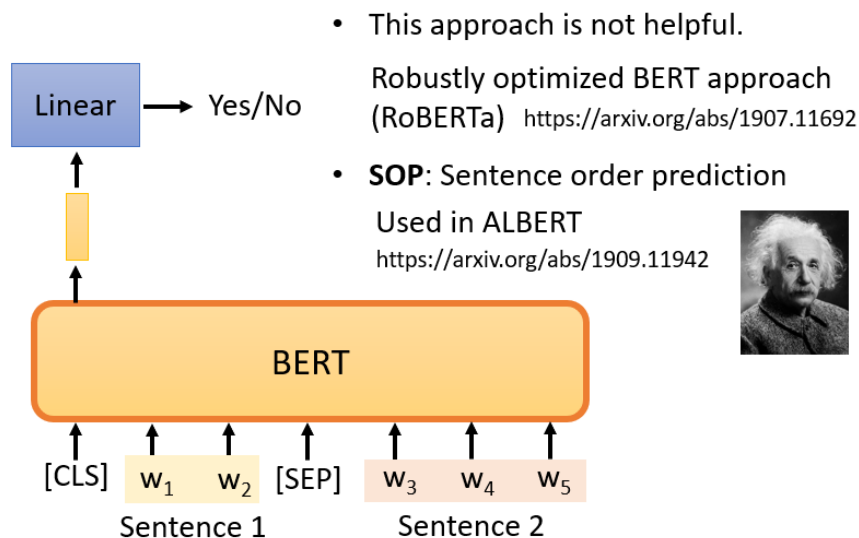 • This approach is not helpful.
Robustly optimized BERT approach
(RoBERTa) https://arxiv.org/abs/1907.11692
• SOP: Sentence order prediction
Used in ALBERT
https://arxiv.org/abs/1909.11942
Linear Yes/No
BERT
[CLS] w₁ w₂ [SEP] w₃ w₄ w₅
Sentence 1 Sentence 2